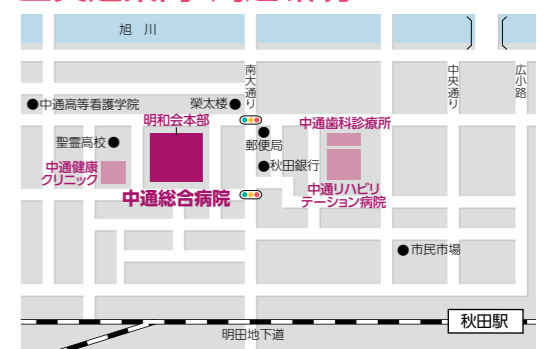 旭川
南大通り
中央通り
広小路
中通高等看護学院
榮太楼
明和会本部
中通歯科診療所
聖霊高校
郵便局
中通健康
クリニック
秋田銀行
中通総合病院
中通リハビリ
テーション病院
市民市場
秋田駅
明田地下道